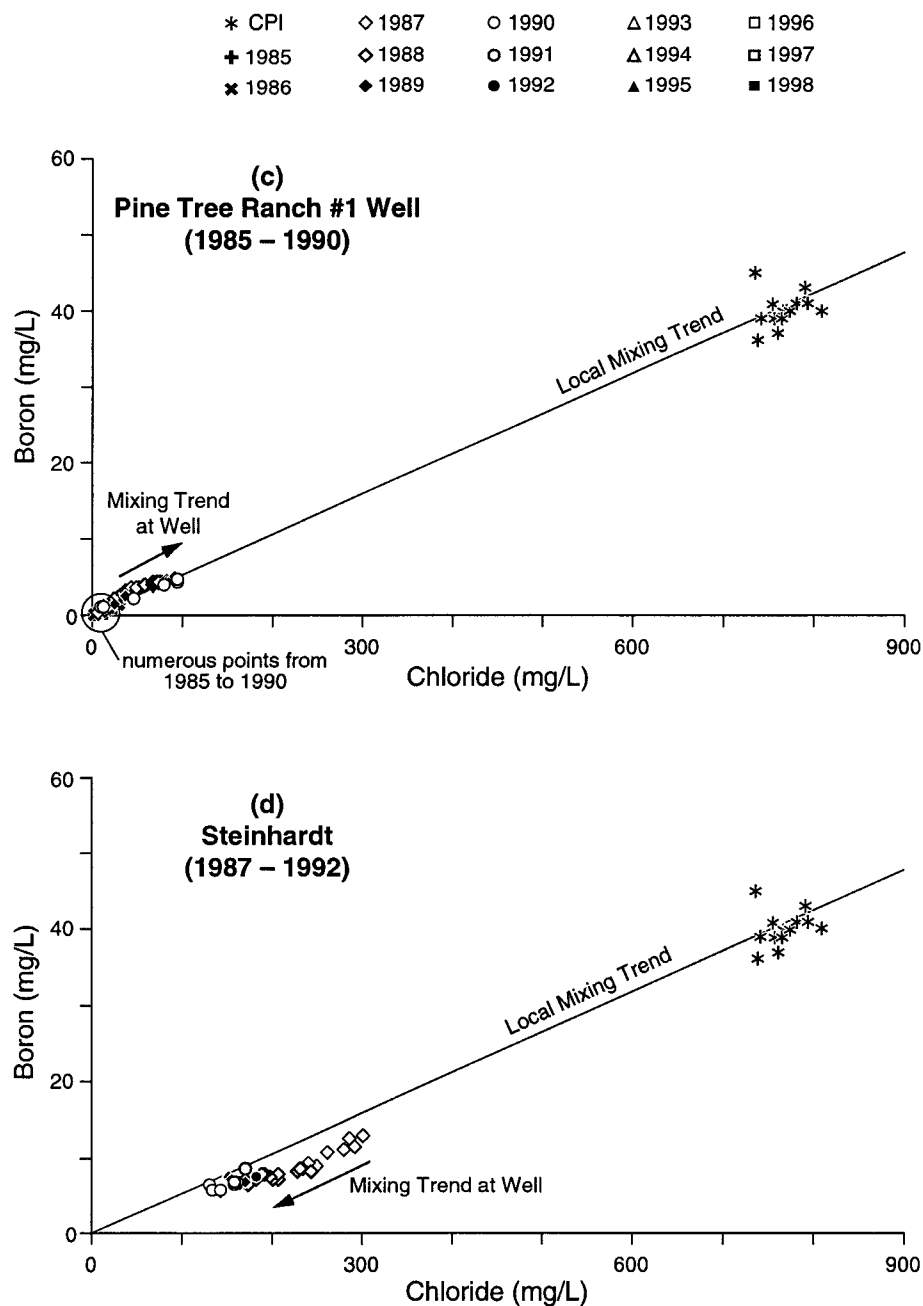 CPI 1987 1990 1993 1996
1985 1988 1991 1994 1997
1986 1989 1992 1995 1998
60
(c)
Pine Tree Ranch #1 Well
(1985 – 1990)
40
Local Mixing Trend
Boron (mg/L)
20
Mixing Trend
at Well
0
0 300 600 900
numerous points from
1985 to 1990
Chloride (mg/L)
60
(d)
Steinhardt
(1987 – 1992)
40
Local Mixing Trend
Boron (mg/L)
20
Mixing Trend at Well
0
0 300 600 900
Chloride (mg/L)